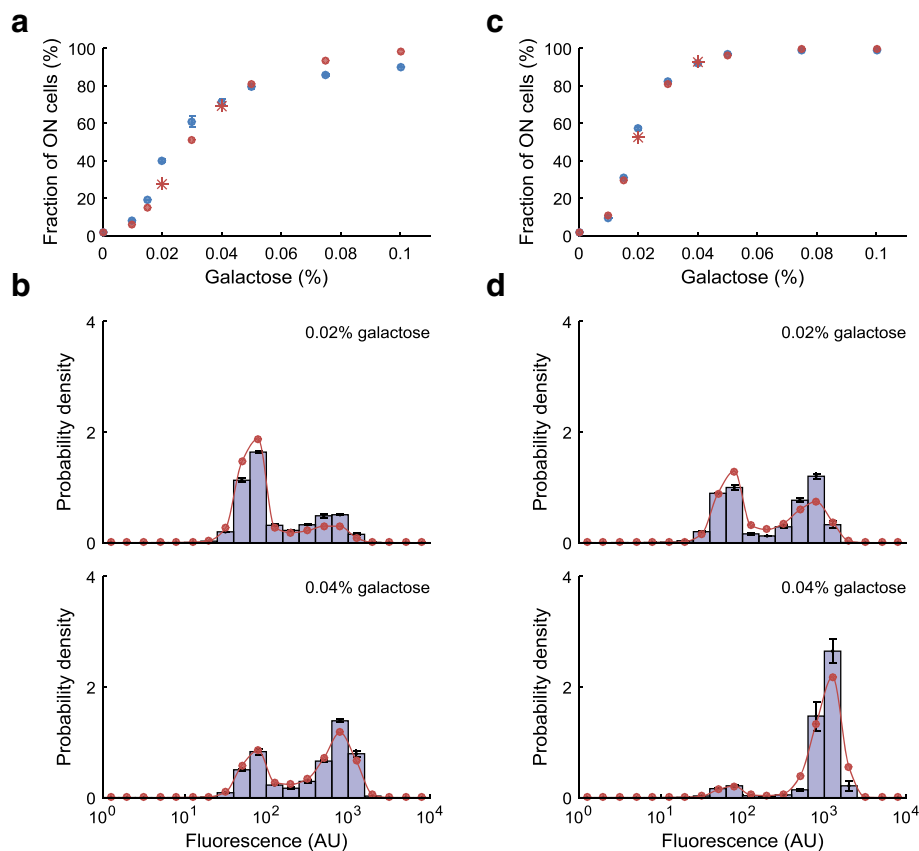 a
Fraction of ON cells (%)
100
80
60
40
20
0
0 0.02 0.04 0.06 0.08 0.1
Galactose (%)
c
Fraction of ON cells (%)
100
80
60
40
20
0
0 0.02 0.04 0.06 0.08 0.1
Galactose (%)
b
Probability density
4
2
0
0.02% galactose
Probability density
4
2
0
0.04% galactose
10^0 10^1 10^2 10^3 10^4
Fluorescence (AU)
d
Probability density
4
2
0
0.02% galactose
Probability density
4
2
0
0.04% galactose
10^0 10^1 10^2 10^3 10^4
Fluorescence (AU)